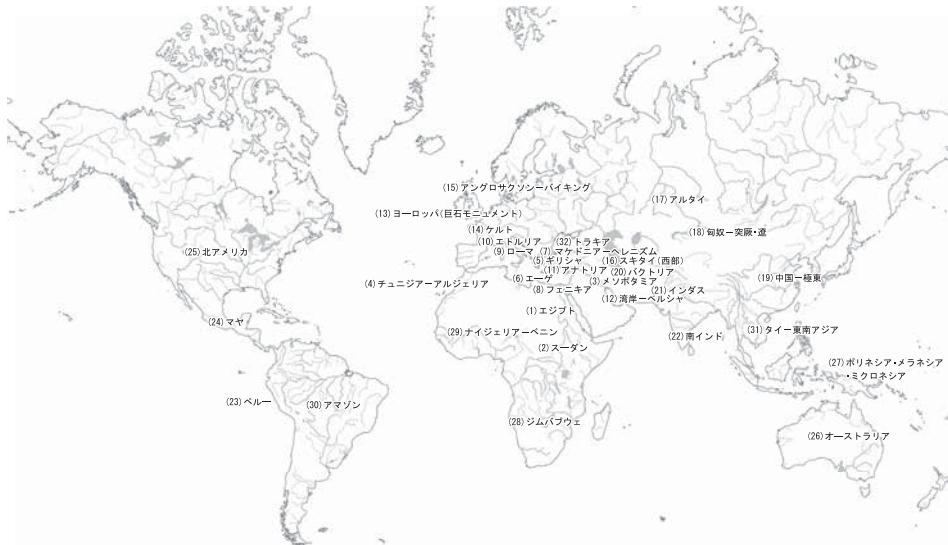 (15) アングロサクソンーバイキング
(17) アルタイ
(13) ヨーロッパ(巨石モニュメント)
(14) ケルト
(18) 匈奴ー突厥・遼
(10) エトルリア
(32) トラキア
(25) 北アメリカ
(9) ローマ
(7) マケドニアーヘレニズム
(5) ギリシャ
(16) スキタイ(西部)
(11) アナトリア
(20) バクトリア
(19) 中国ー極東
(4) チュニジアーアルジェリア
(6) エーゲ
(3) メソポタミア
(8) フェニキア
(21) インダス
(12) 湾岸ーペルシャ
(1) エジプト
(24) マヤ
(29) ナイジェリアーベニン
(22) 南インド
(31) タイー東南アジア
(2) スーダン
(27) ポリネシア・メラネシア
・ミクロネシア
(23) ペルー
(30) アマゾン
(28) ジムバブウェ
(26) オーストラリア